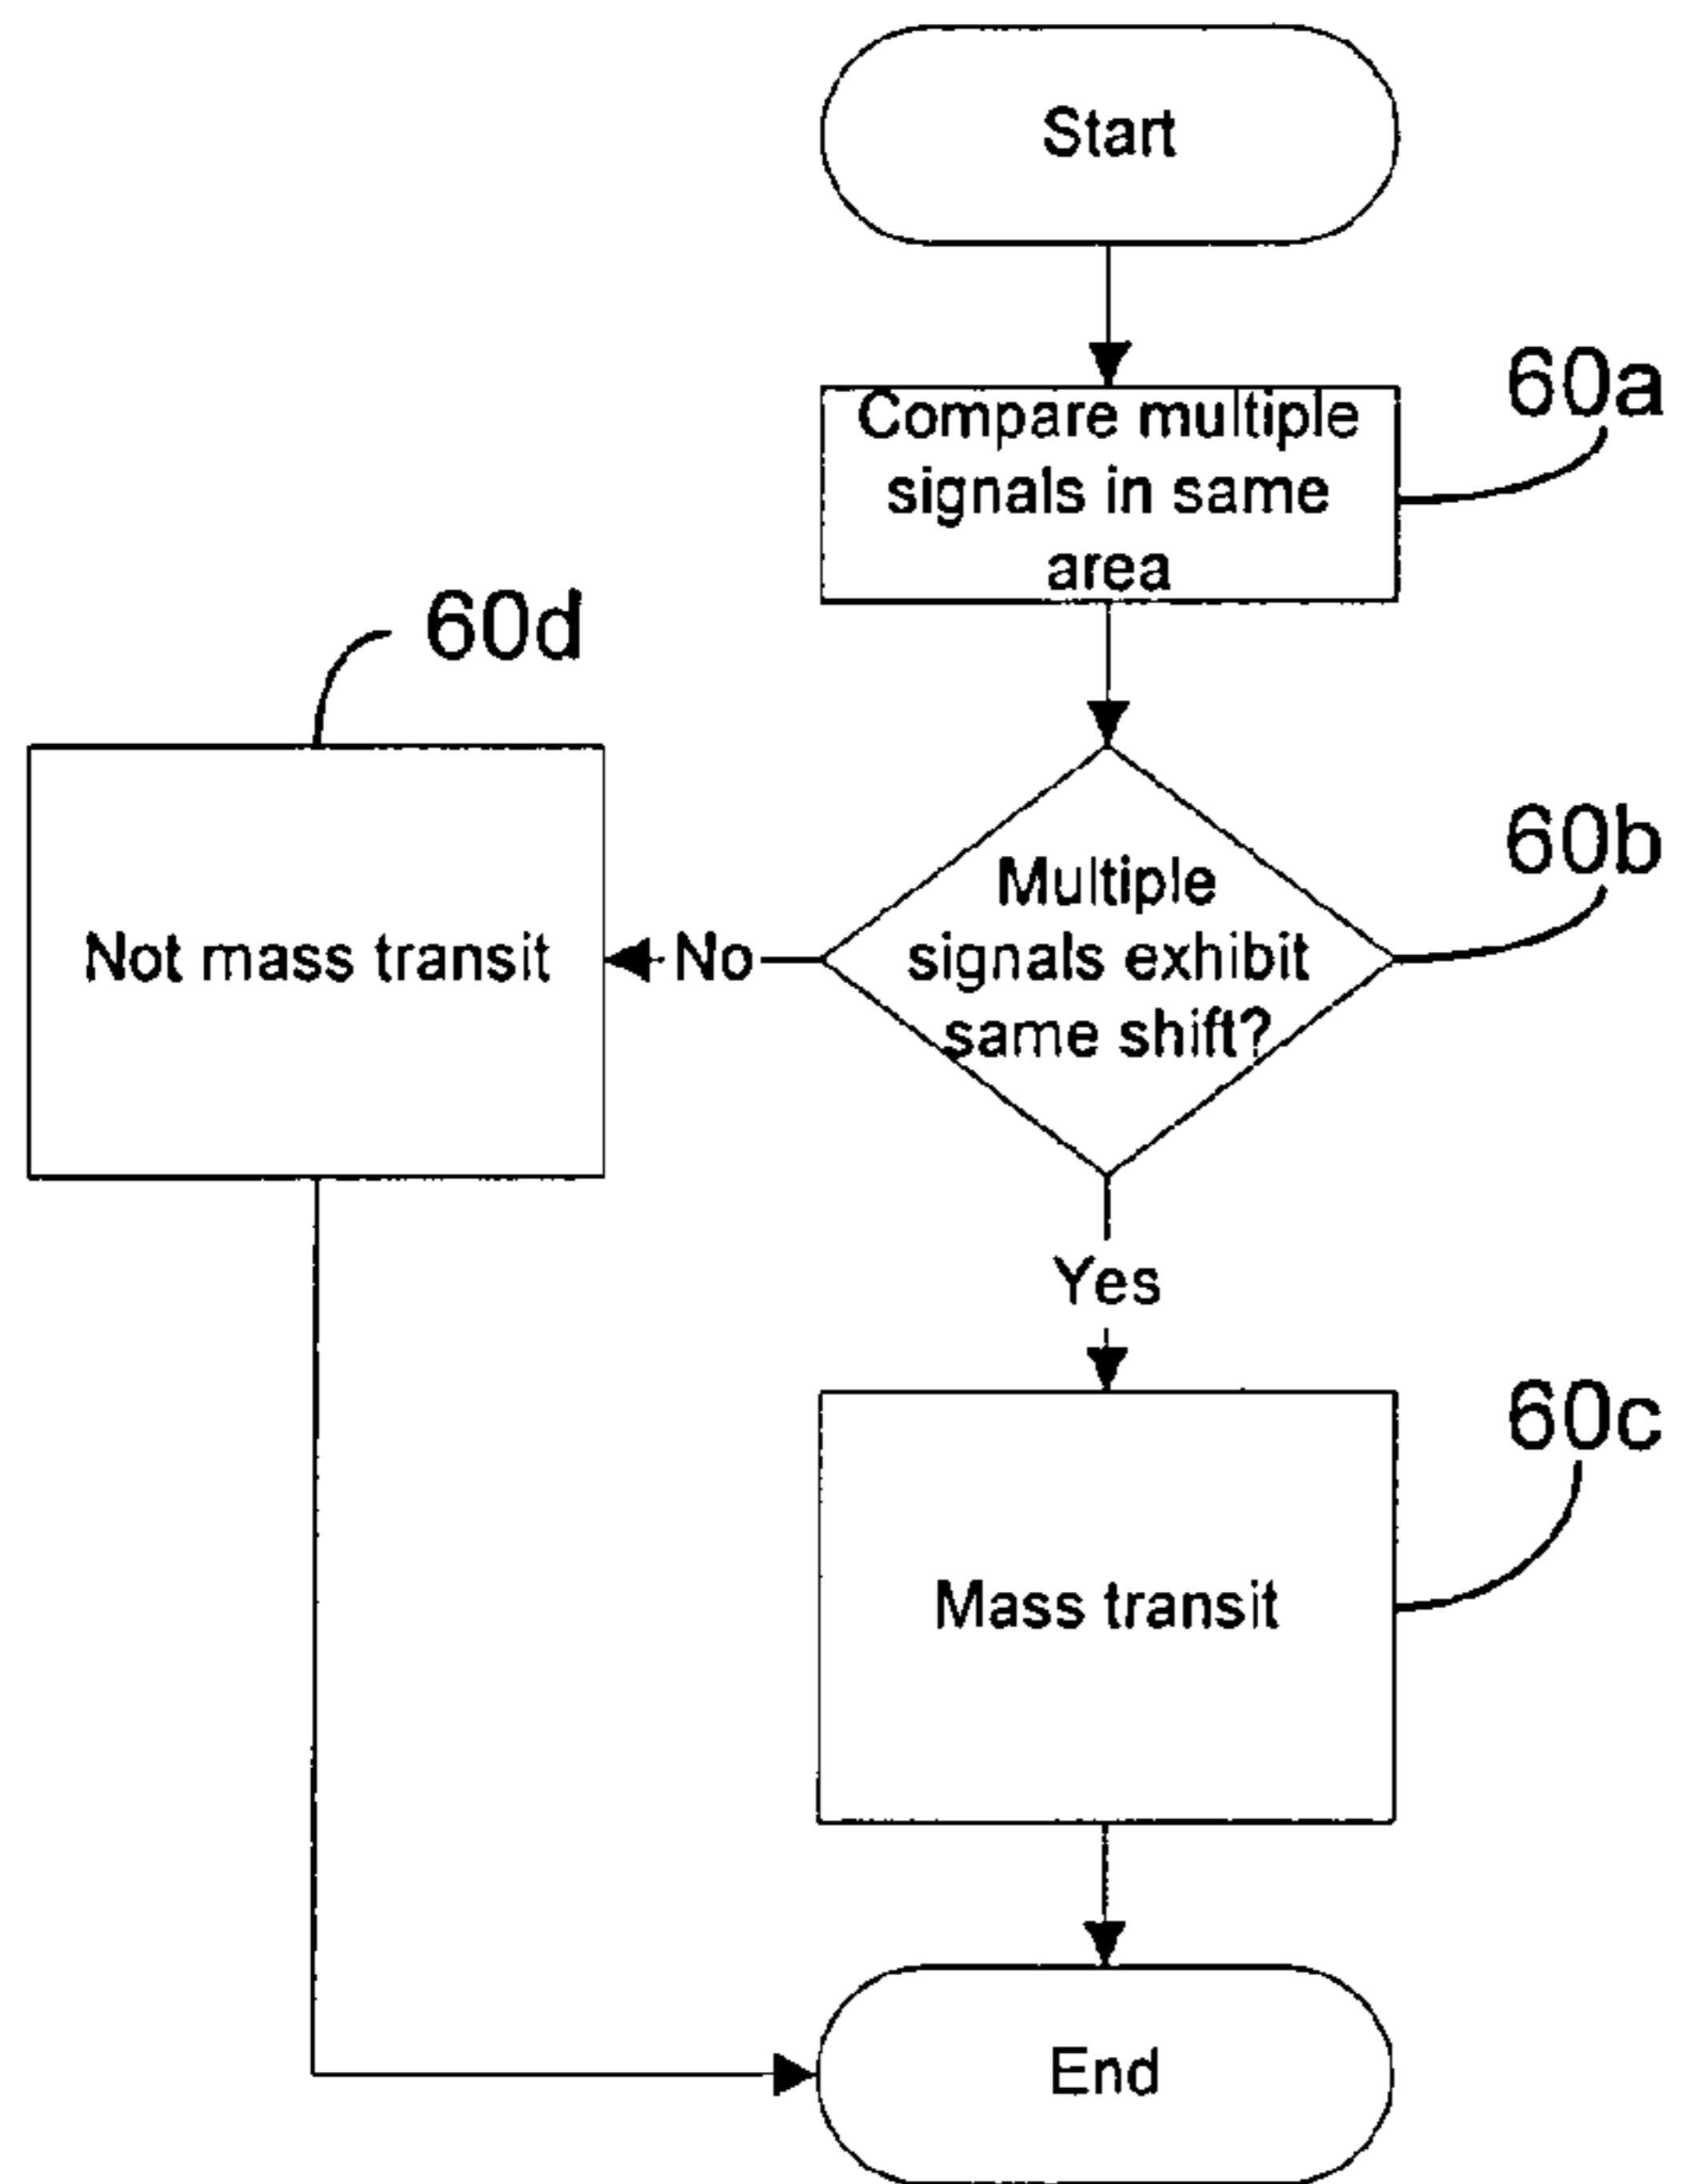 Start
Compare multiple
signals in same
area
60a
60d
Multiple
signals exhibit
same shift?
60b
Not mass transit
No
Yes
Mass transit
60c
End